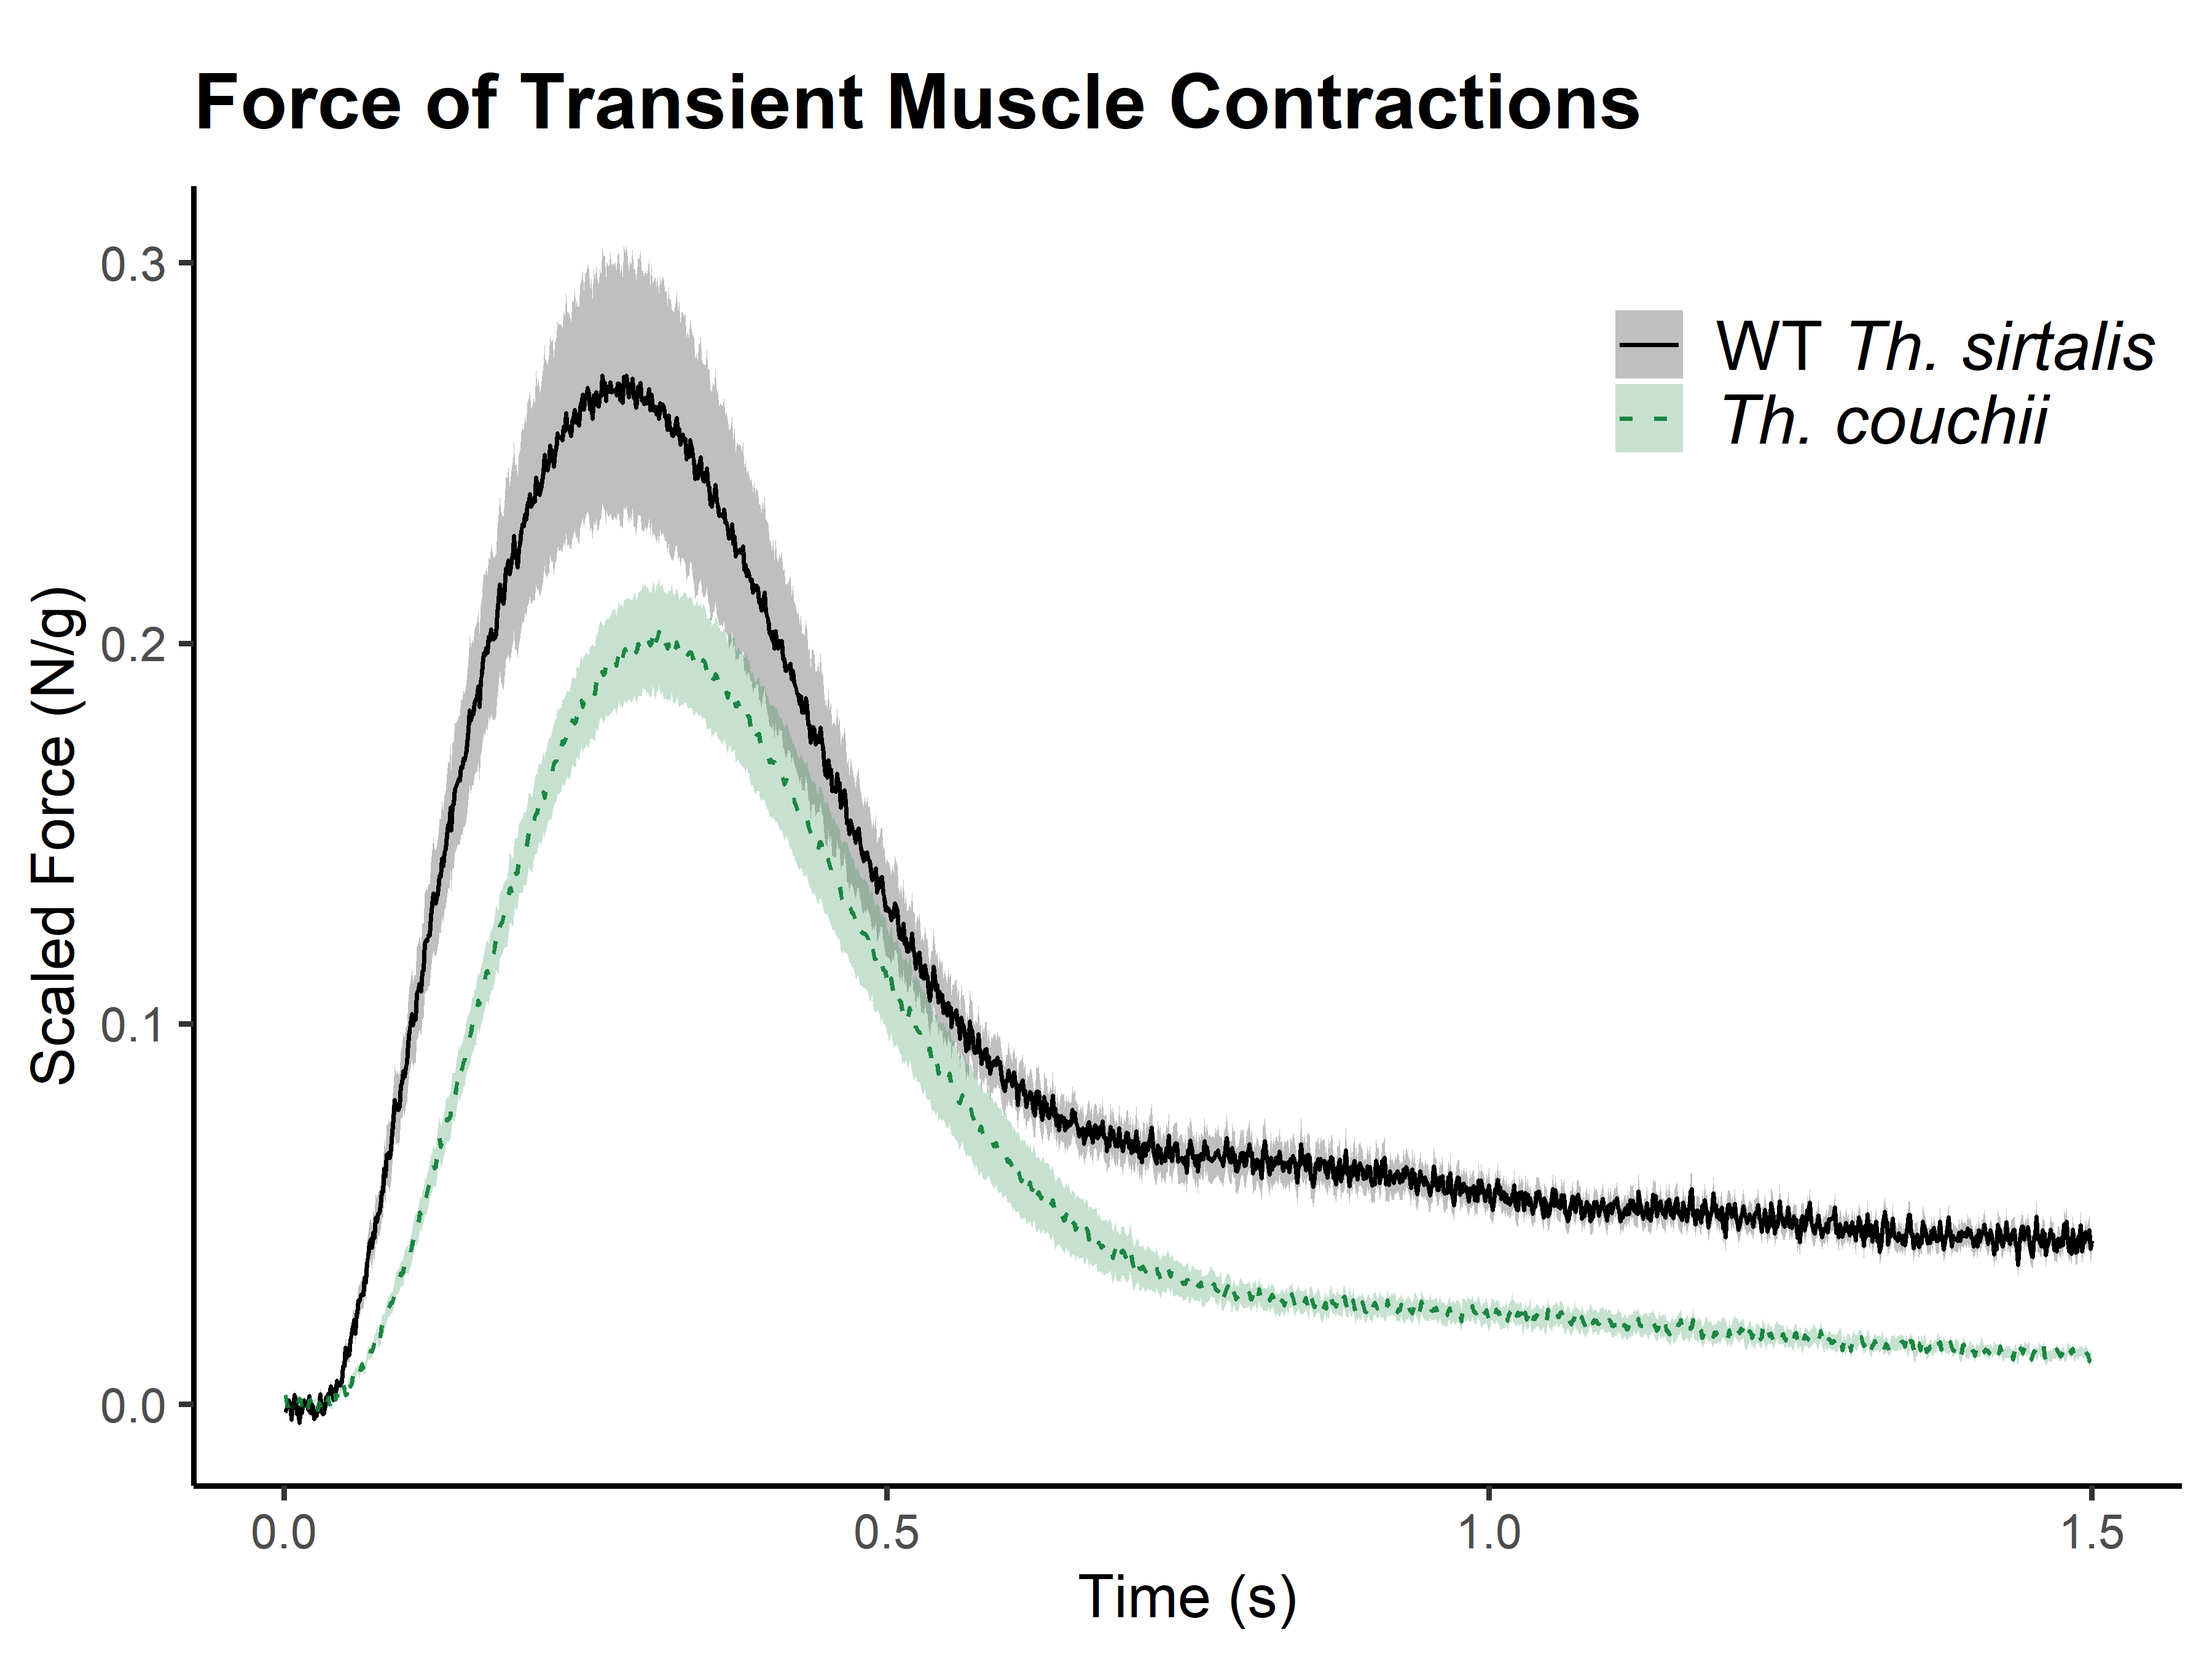 Force of Transient Muscle Contractions
0.3
0.2
0.1
0.0
Scaled Force (N/g)
WT Th. sirtalis
Th. couchii
0.0
0.5
1.0
1.5
Time (s)